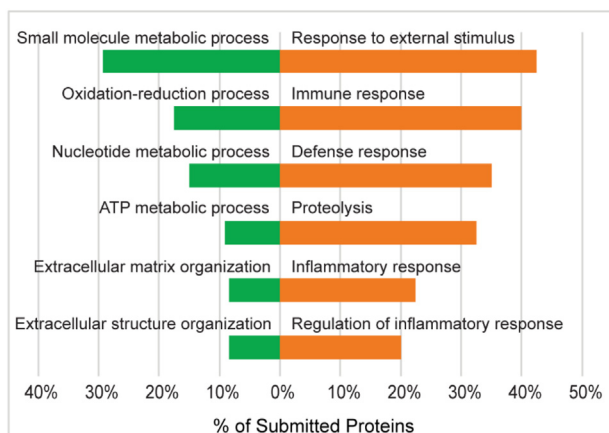 Small molecule metabolic process Response to external stimulus
Oxidation-reduction process Immune response
Nucleotide metabolic process Defense response
ATP metabolic process Proteolysis
Extracellular matrix organization Inflammatory response
Extracellular structure organization Regulation of inflammatory response
40% 30% 20% 10% 0% 10% 20% 30% 40% 50%
% of Submitted Proteins